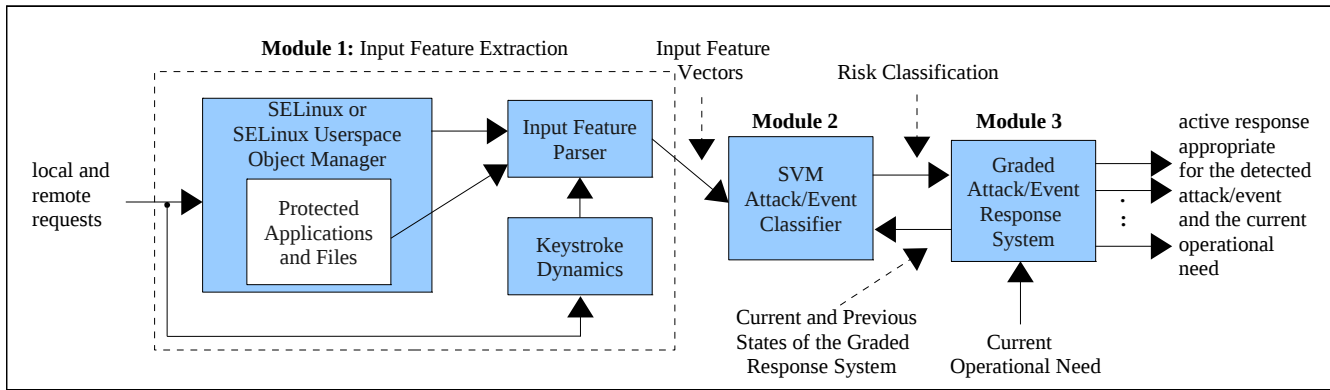 Module 1: Input Feature Extraction
local and
remote
requests
SELinux or
SELinux Userspace
Object Manager
Protected
Applications
and Files
Input Feature
Parser
Keystroke
Dynamics
Input Feature
Vectors
Module 2
SVM
Attack/Event
Classifier
Risk Classification
Module 3
Graded
Attack/Event
Response
System
Current and Previous
States of the Graded
Response System
Current
Operational Need
active response
appropriate
for the detected
attack/event
and the current
operational
need